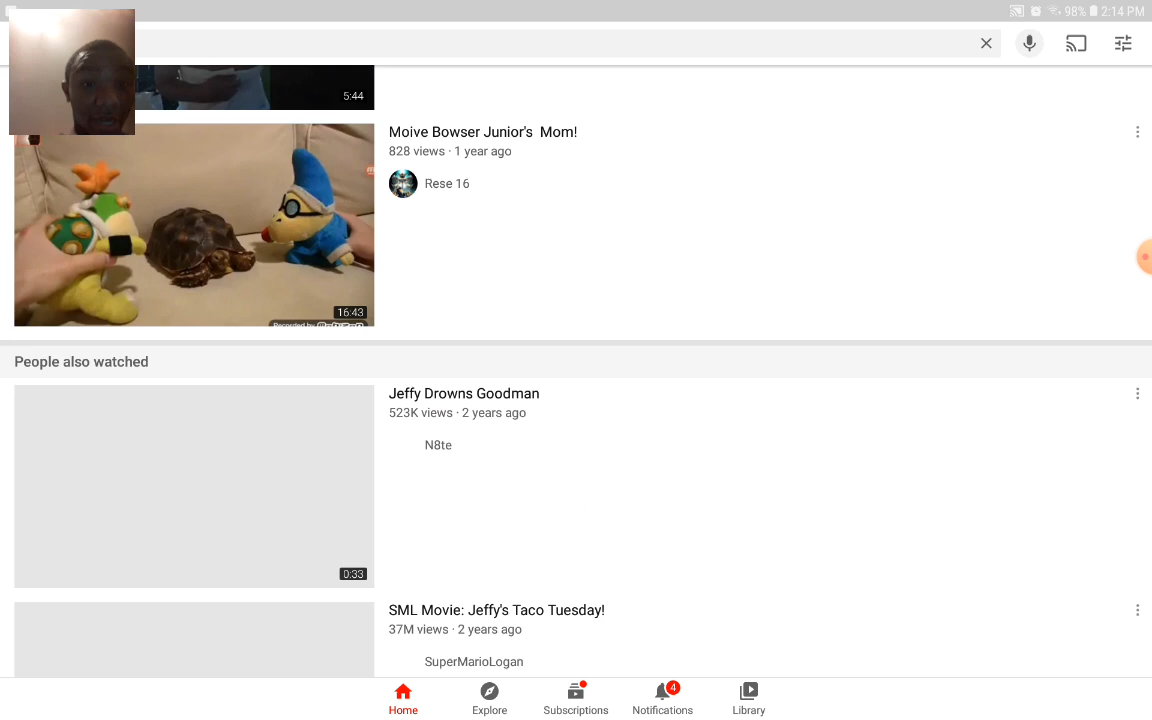 98% 2:14 PM
5:44
Moive Bowser Junior's Mom!
828 views · 1 year ago
Rese 16
16:43
Recorded by
People also watched
Jeffy Drowns Goodman
523K views · 2 years ago
N8te
0:33
SML Movie: Jeffy's Taco Tuesday!
37M views · 2 years ago
SuperMarioLogan
4
Home Explore Subscriptions Notifications Library